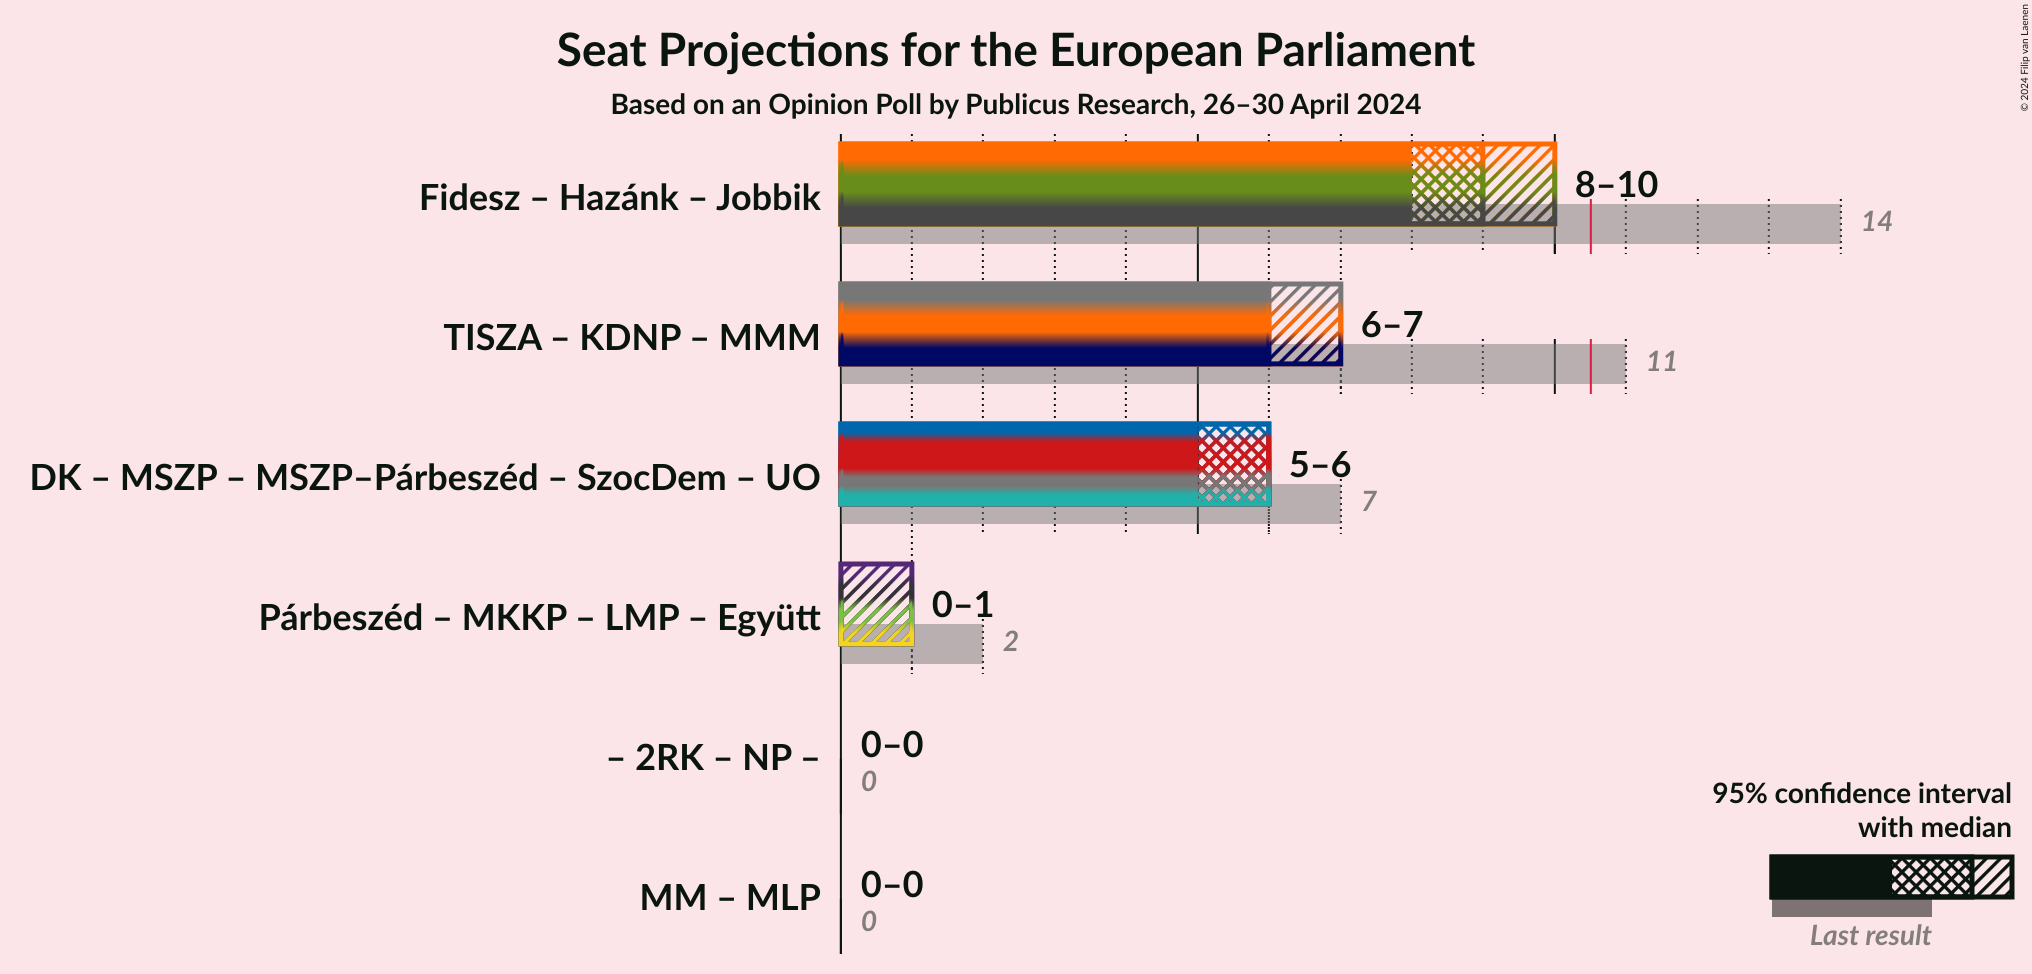 Seat Projections for the European Parliament
Based on an Opinion Poll by Publicus Research, 26–30 April 2024
© 2024 Filip van Laenen
Fidesz – Hazánk – Jobbik
8–10
14
TISZA – KDNP – MMM
6–7
11
DK – MSZP – MSZP–Párbeszéd – SzocDem – UO
5–6
7
Párbeszéd – MKKP – LMP – Együtt
0–1
2
– 2RK – NP –
0–0
0
MM – MLP
0–0
0
95% confidence interval
with median
Last result